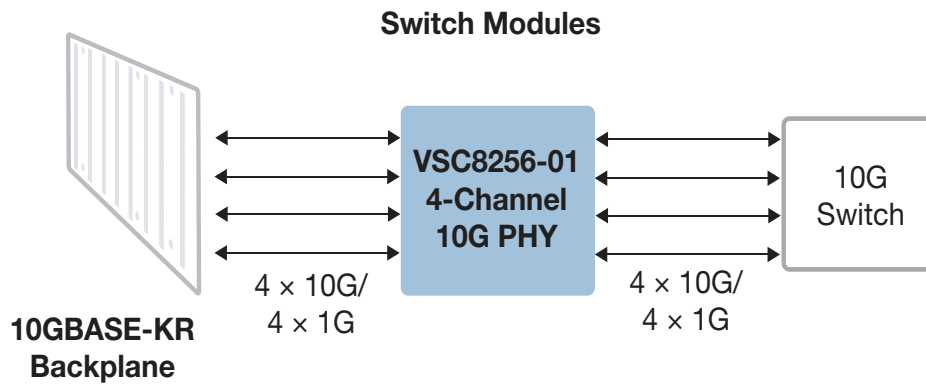 Switch Modules
VSC8256-01
4-Channel
10G PHY
10G
Switch
4 × 10G/
4 × 1G
4 × 10G/
4 × 1G
10GBASE-KR
Backplane